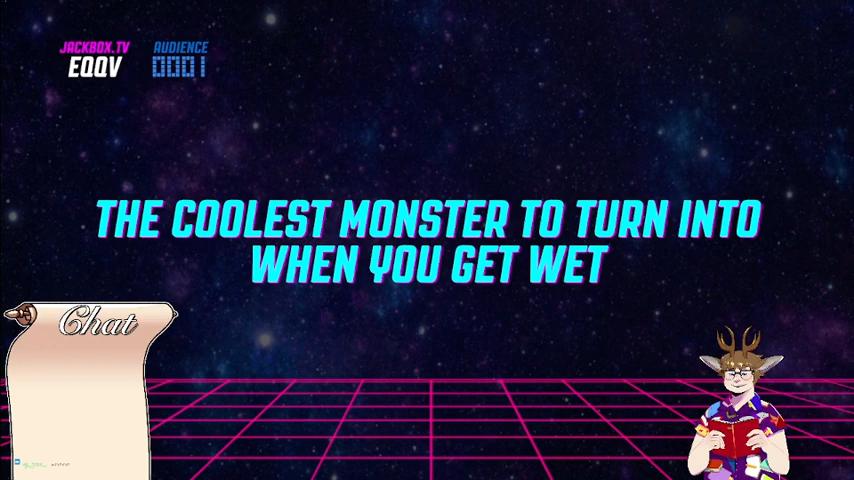 JACKBOX.TV AUDIENCE
EQQV 0001
THE COOLEST MONSTER TO TURN INTO
WHEN YOU GET WET
Chat